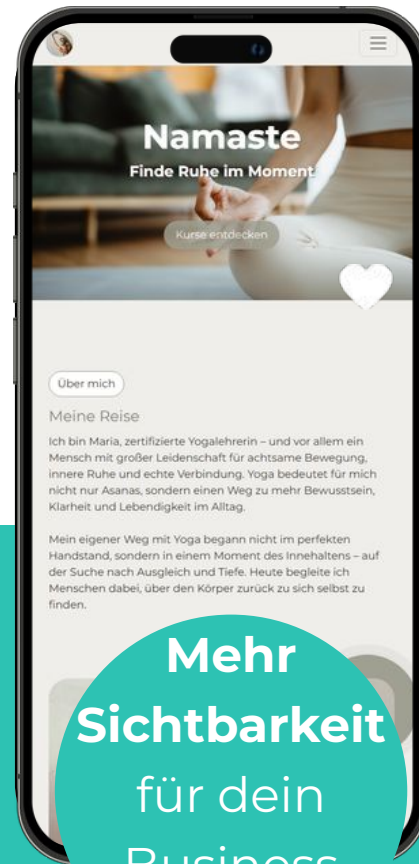 Namaste
Finde Ruhe im Moment
Kurse entdecken
Über mich
Meine Reise
Ich bin Maria, zertifizierte Yogalehrerin – und vor allem ein
Mensch mit großer Leidenschaft für achtsame Bewegung,
innere Ruhe und echte Verbindung. Yoga bedeutet für mich
nicht nur Asanas, sondern einen Weg zu mehr Bewusstsein,
Klarheit und Lebendigkeit im Alltag.
Mein eigener Weg mit Yoga begann nicht im perfekten
Handstand, sondern in einem Moment des Innehaltens – auf
der Suche nach Ausgleich und Tiefe. Heute begleite ich
Menschen dabei, über den Körper zurück zu sich selbst zu
finden.
Mehr
Sichtbarkeit
für dein
Business